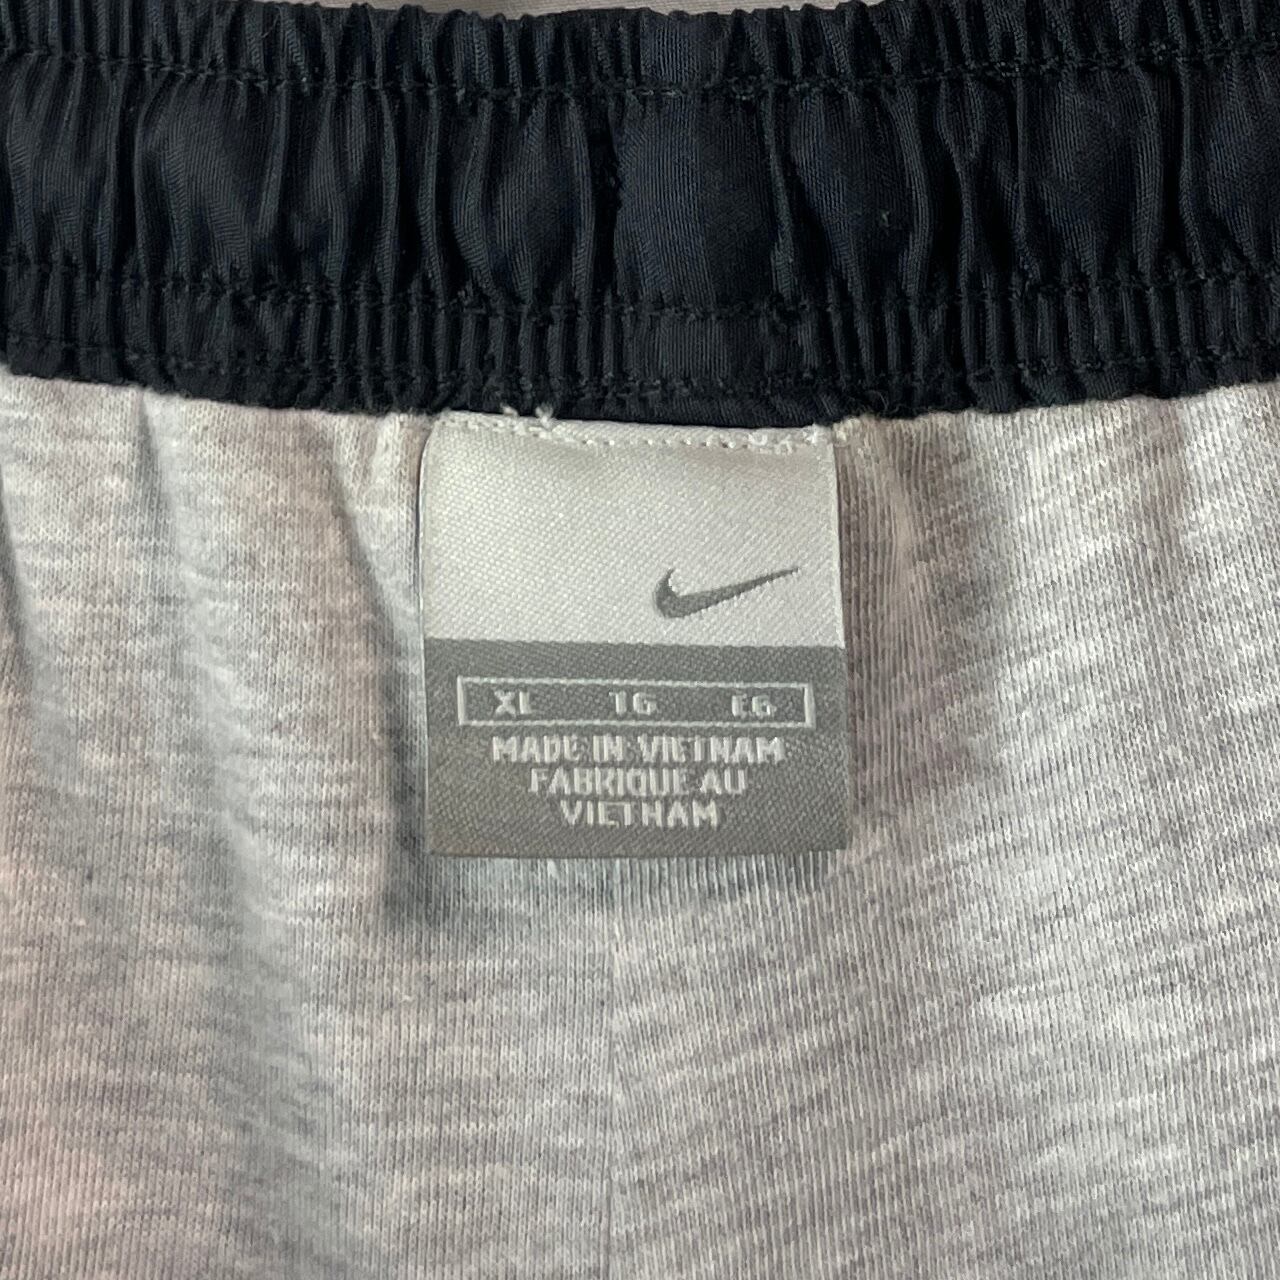 XL TG EG
MADE IN VIETNAM
FABRIQUE AU
VIETNAM